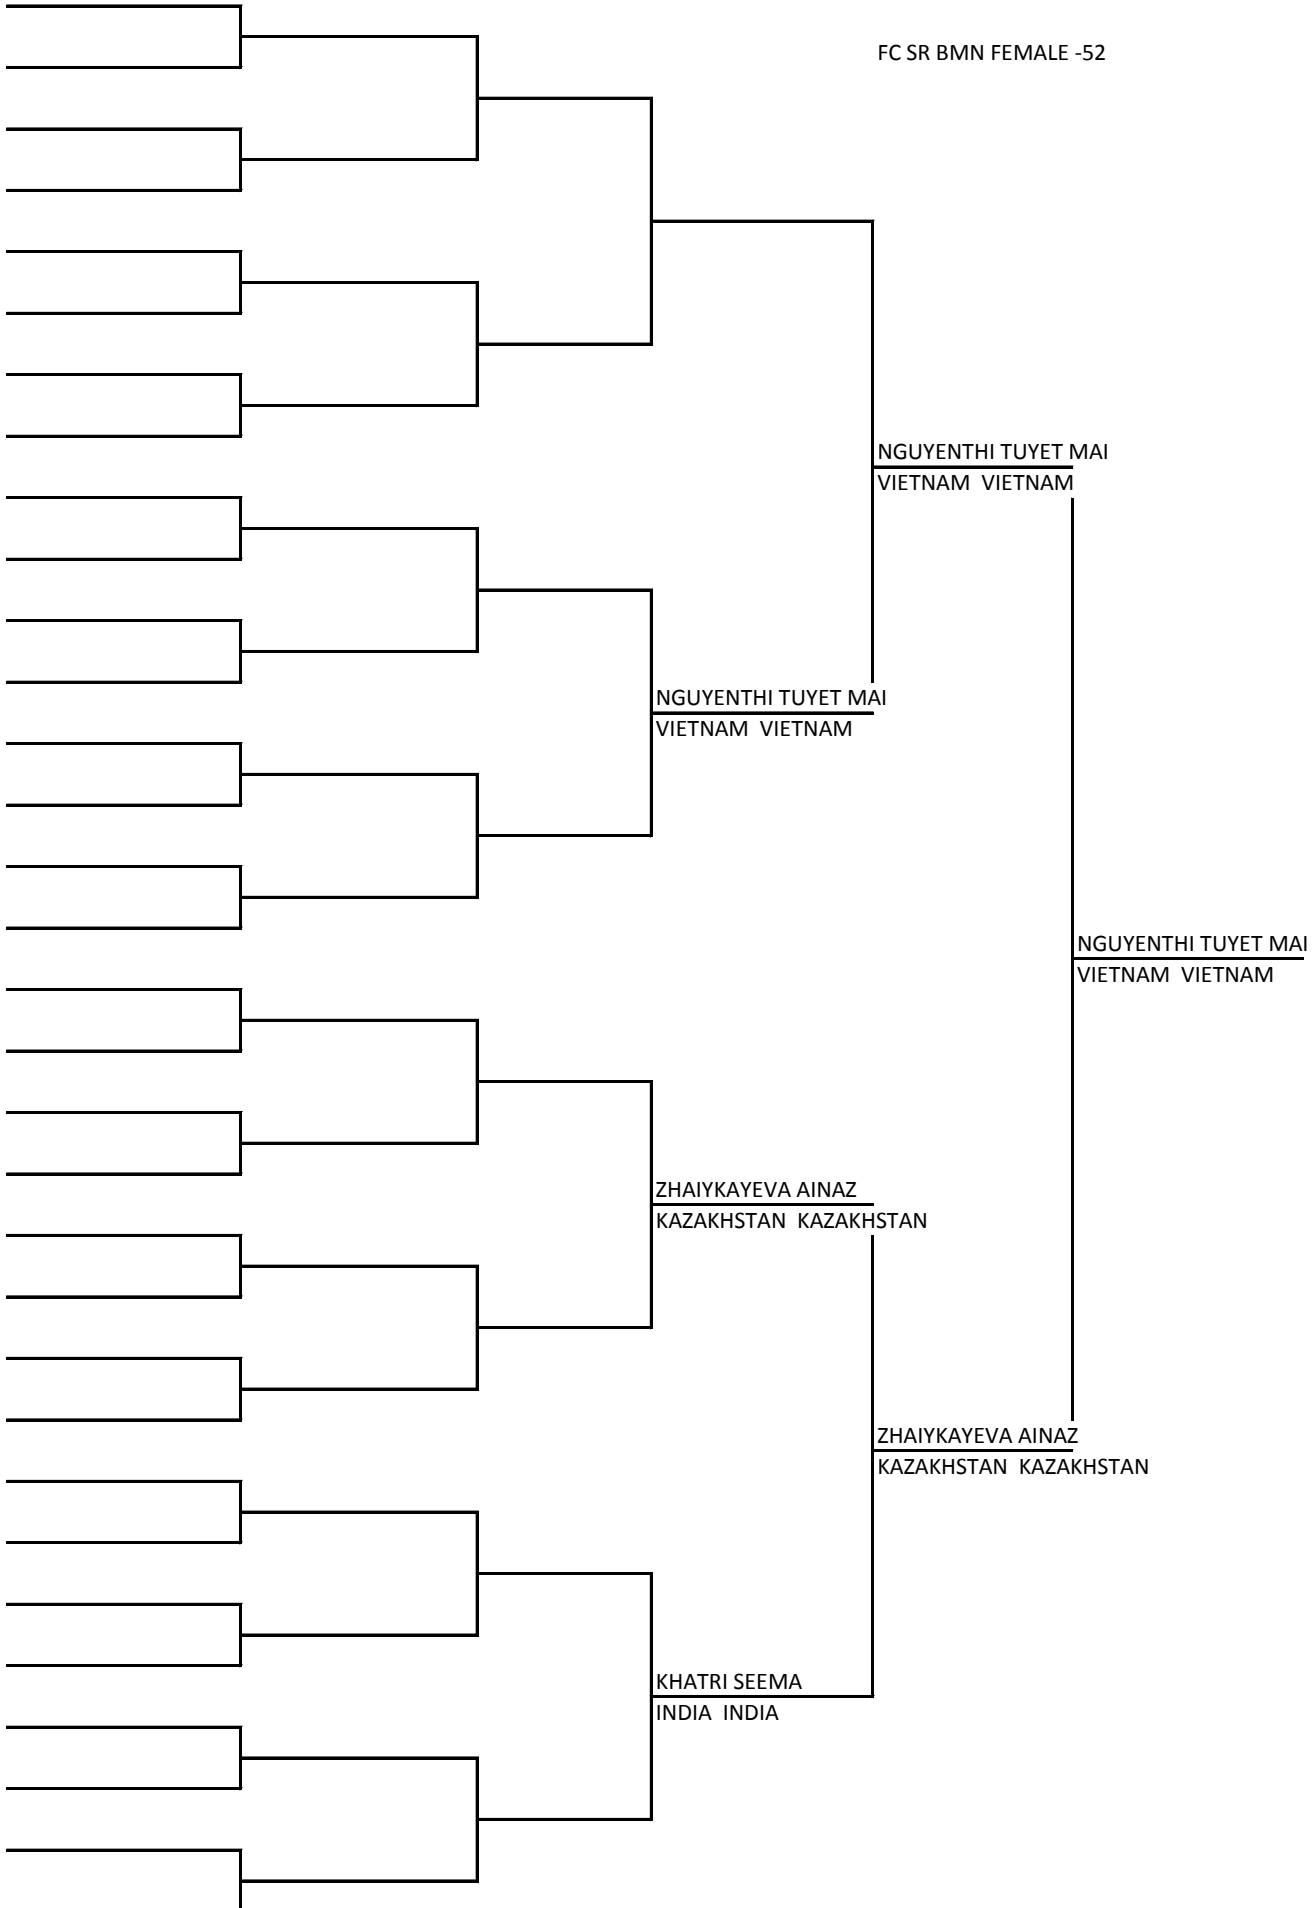 FC SR BMN FEMALE -52
NGUYENTHI TUYET MAI
VIETNAM  VIETNAM
NGUYENTHI TUYET MAI
VIETNAM  VIETNAM
NGUYENTHI TUYET MAI
VIETNAM  VIETNAM
ZHAIYKAYEVA AINAZ
KAZAKHSTAN  KAZAKHSTAN
ZHAIYKAYEVA AINAZ
KAZAKHSTAN  KAZAKHSTAN
KHATRI SEEMA
INDIA  INDIA